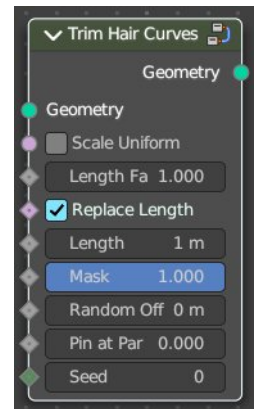 Trim Hair Curves
Geometry
Geometry
Scale Uniform
Length Fa 1.000
Replace Length
Length 1 m
Mask 1.000
Random Off 0 m
Pin at Par 0.000
Seed 0